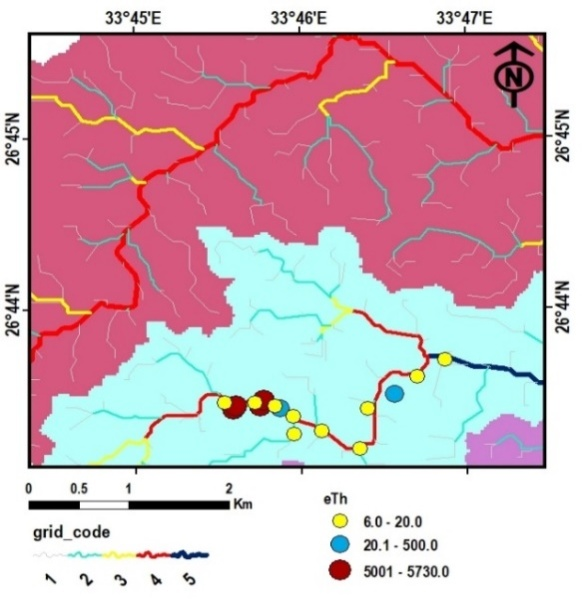 33°45'E 33°46'E 33°47'E
N
26°45'N 26°45'N
26°44'N 26°44'N
0 0.5 1 2
Km
grid_code
1 2 3 4 5
eTh
6.0 - 20.0
20.1 - 500.0
5001 - 5730.0